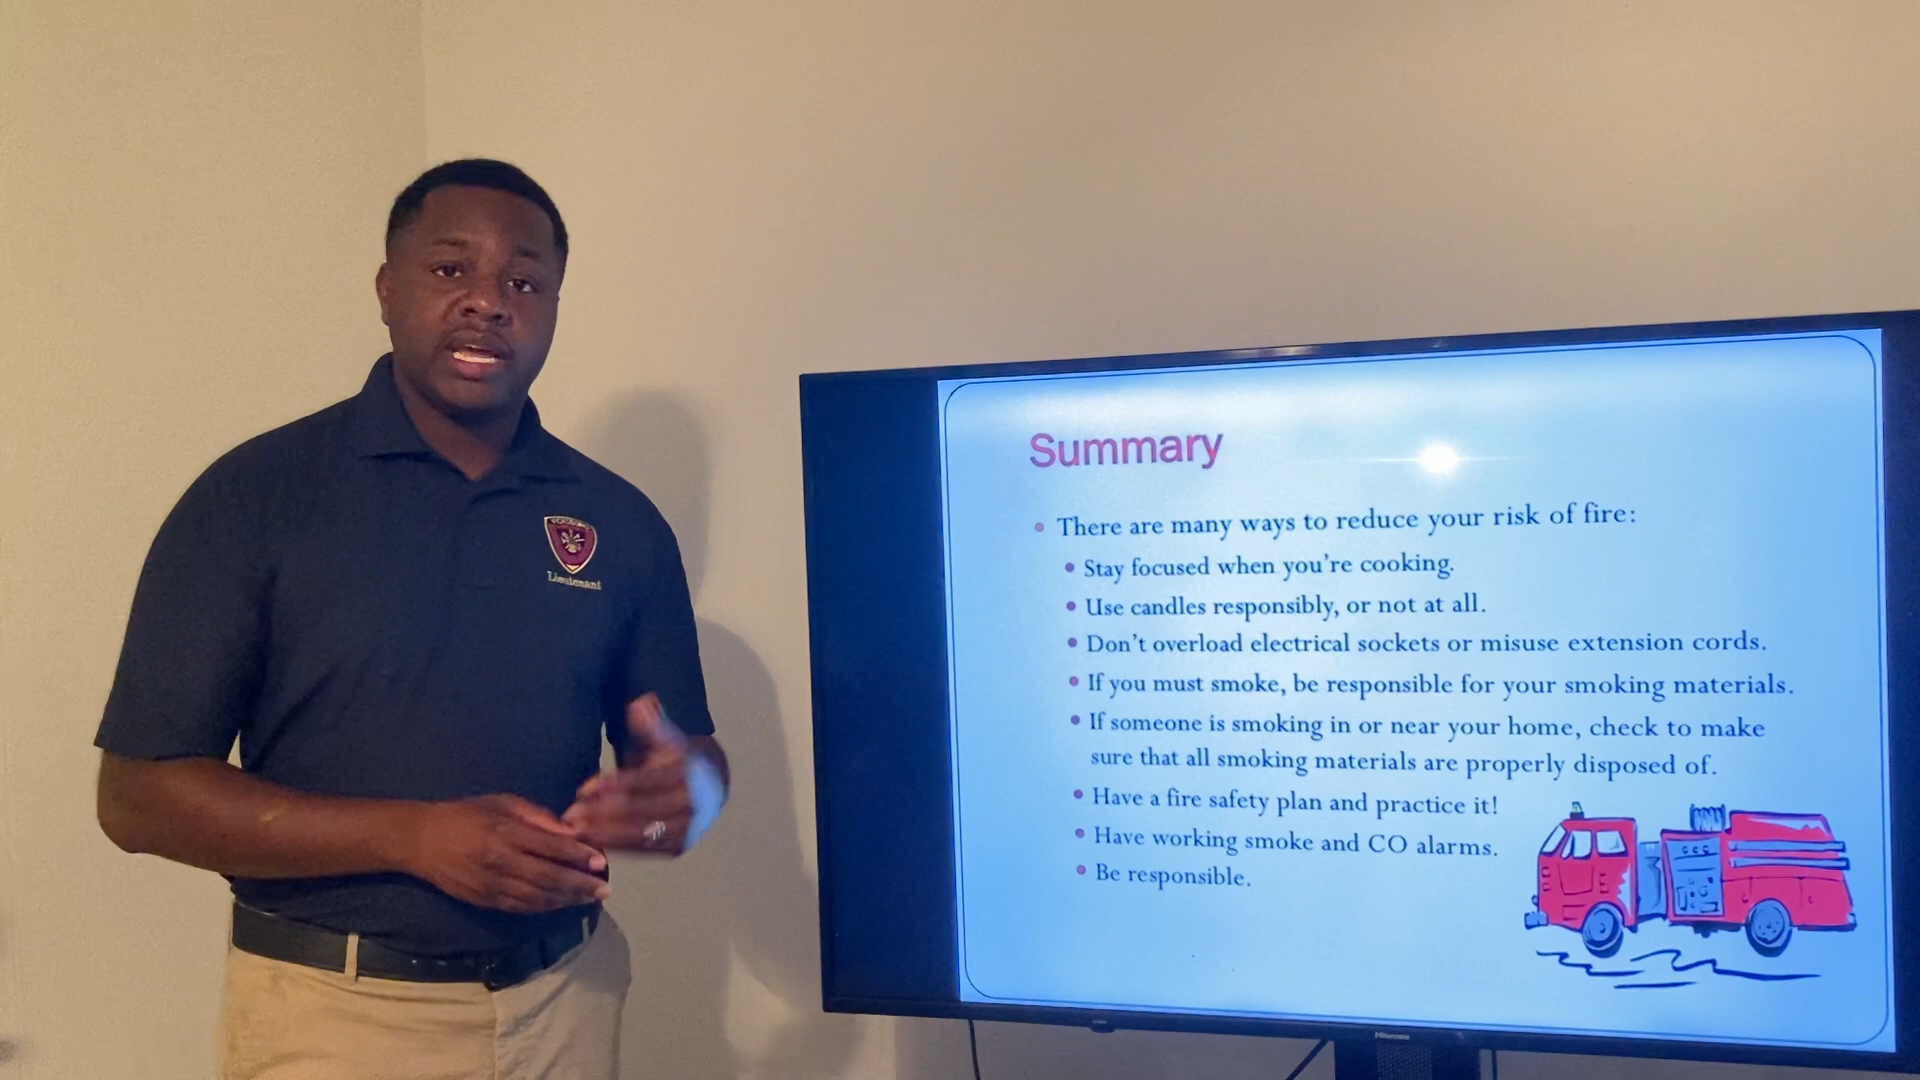 Lieutenant
Summary
• There are many ways to reduce your risk of fire:
• Stay focused when you're cooking.
• Use candles responsibly, or not at all.
• Don't overload electrical sockets or misuse extension cords.
• If you must smoke, be responsible for your smoking materials.
• If someone is smoking in or near your home, check to make
sure that all smoking materials are properly disposed of.
• Have a fire safety plan and practice it!
• Have working smoke and CO alarms.
• Be responsible.
Hisense